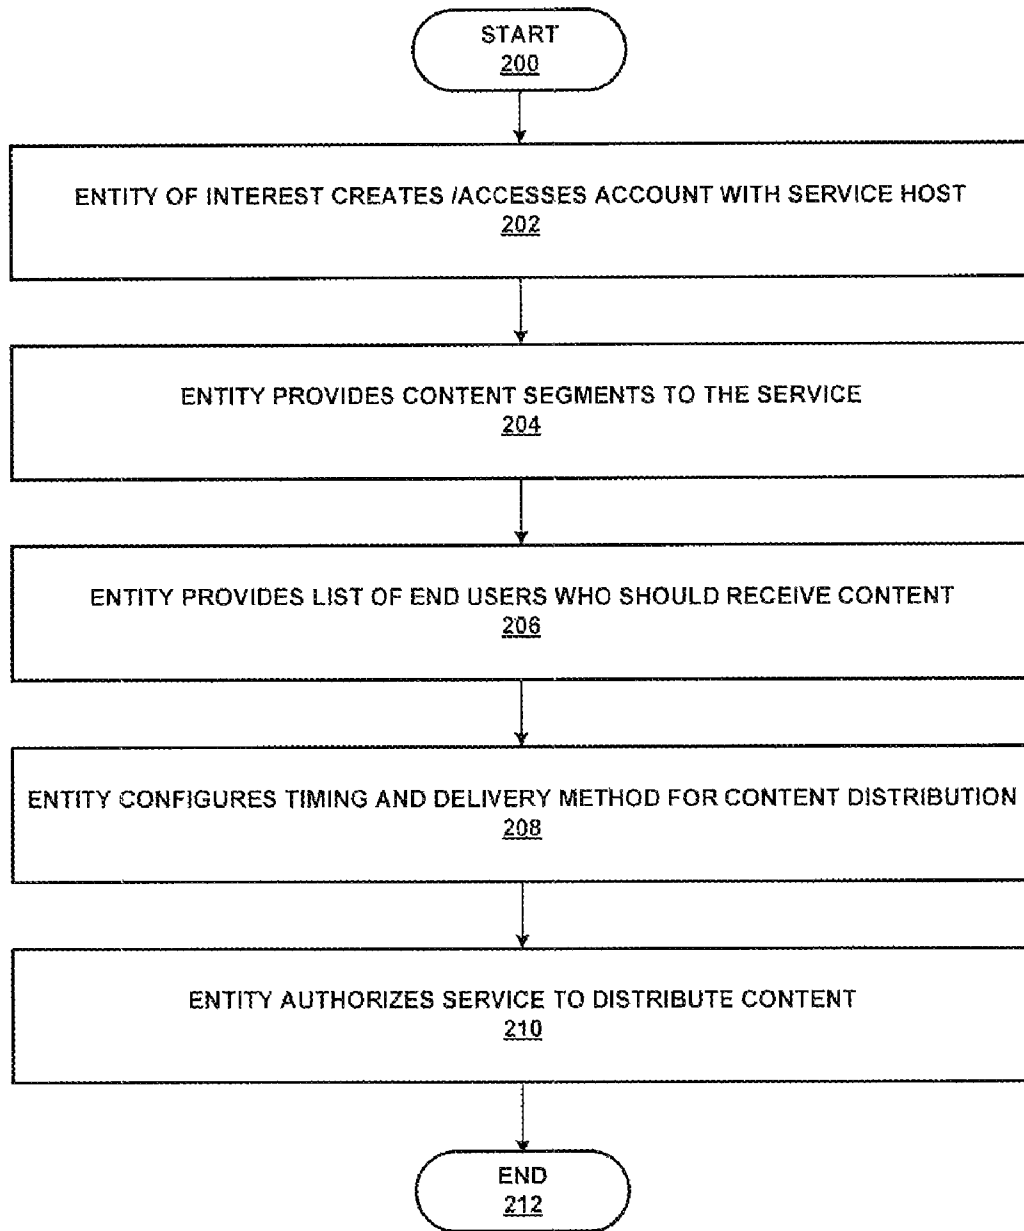 START
200
ENTITY OF INTEREST CREATES /ACCESSES ACCOUNT WITH SERVICE HOST
202
ENTITY PROVIDES CONTENT SEGMENTS TO THE SERVICE
204
ENTITY PROVIDES LIST OF END USERS WHO SHOULD RECEIVE CONTENT
206
ENTITY CONFIGURES TIMING AND DELIVERY METHOD FOR CONTENT DISTRIBUTION
208
ENTITY AUTHORIZES SERVICE TO DISTRIBUTE CONTENT
210
END
212